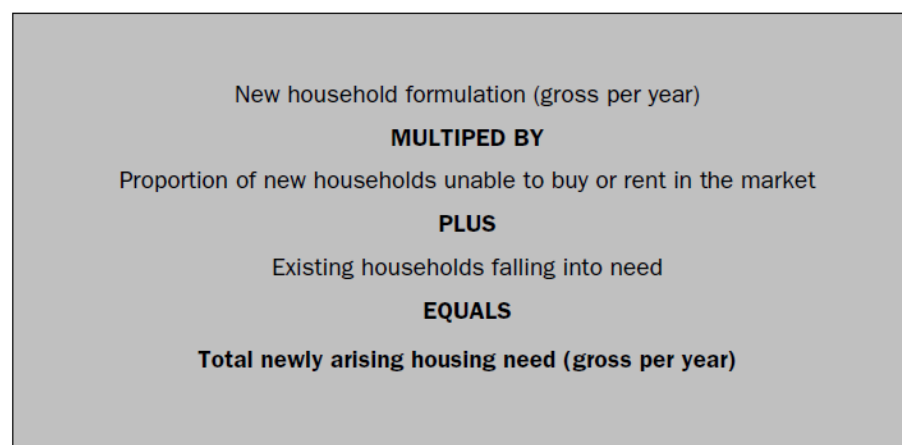 New household formulation (gross per year)
MULTIPED BY
Proportion of new households unable to buy or rent in the market
PLUS
Existing households falling into need
EQUALS
Total newly arising housing need (gross per year)